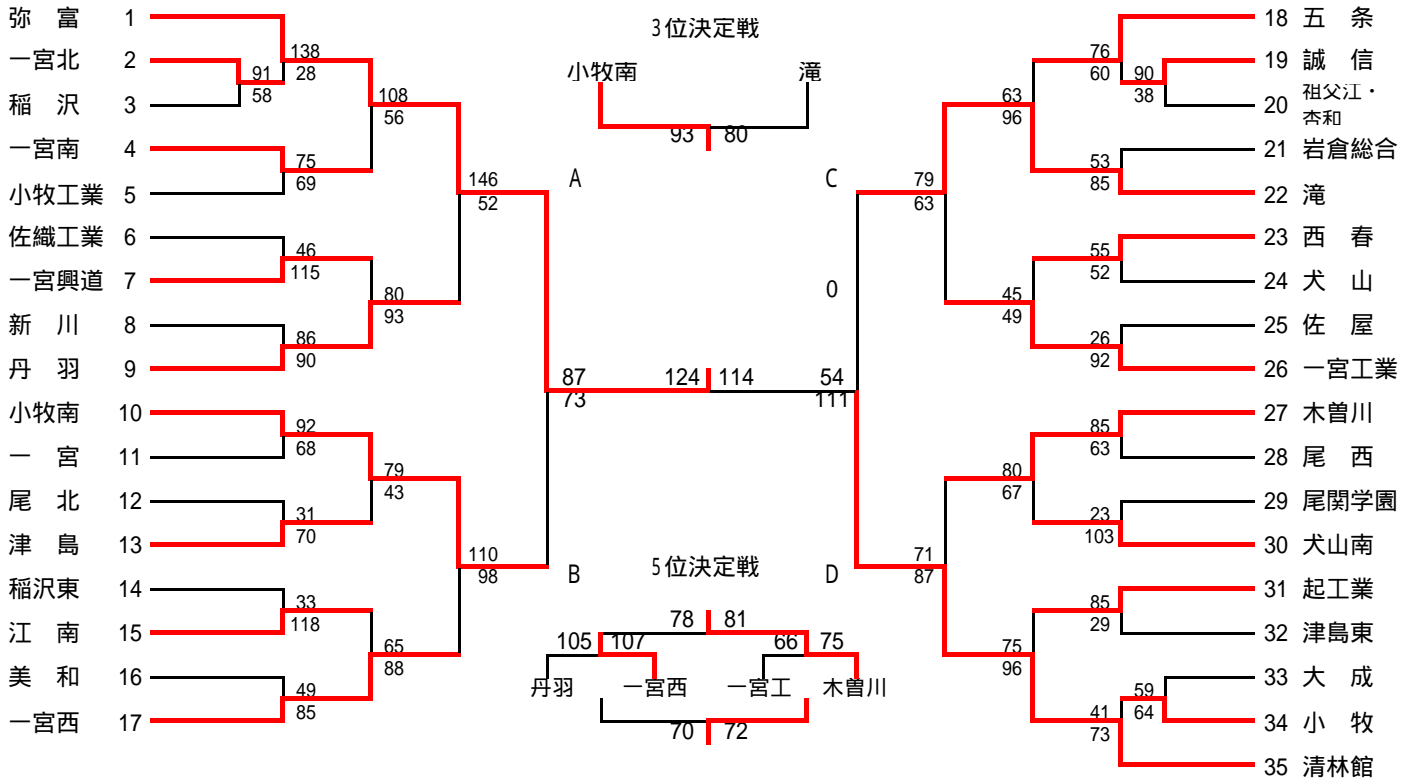 弥　富 1
一宮北 2
稲　沢 3
一宮南 4
小牧工業 5
佐織工業 6
一宮興道 7
新　川 8
丹　羽 9
小牧南 10
一　宮 11
尾　北 12
津　島 13
稲沢東 14
江　南 15
美　和 16
一宮西 17
91
58
138
28
75
69
46
115
86
90
92
68
31
70
33
118
49
85
108
56
80
93
79
43
65
88
146
52
110
98
A
B
87
73
3位決定戦
小牧南 滝
93 80
124 114
5位決定戦
78 81
105 107 66 75
丹羽 一宮西 一宮工 木曽川
70 72
C
0
D
54
111
79
63
71
87
63
96
45
49
80
67
75
96
76
60
90
38
53
85
55
52
26
92
85
63
23
103
85
29
59
64
41
73
18 五　条
19 誠　信
20 祖父江・
杏和
21 岩倉総合
22 滝
23 西　春
24 犬　山
25 佐　屋
26 一宮工業
27 木曽川
28 尾　西
29 尾関学園
30 犬山南
31 起工業
32 津島東
33 大　成
34 小　牧
35 清林館